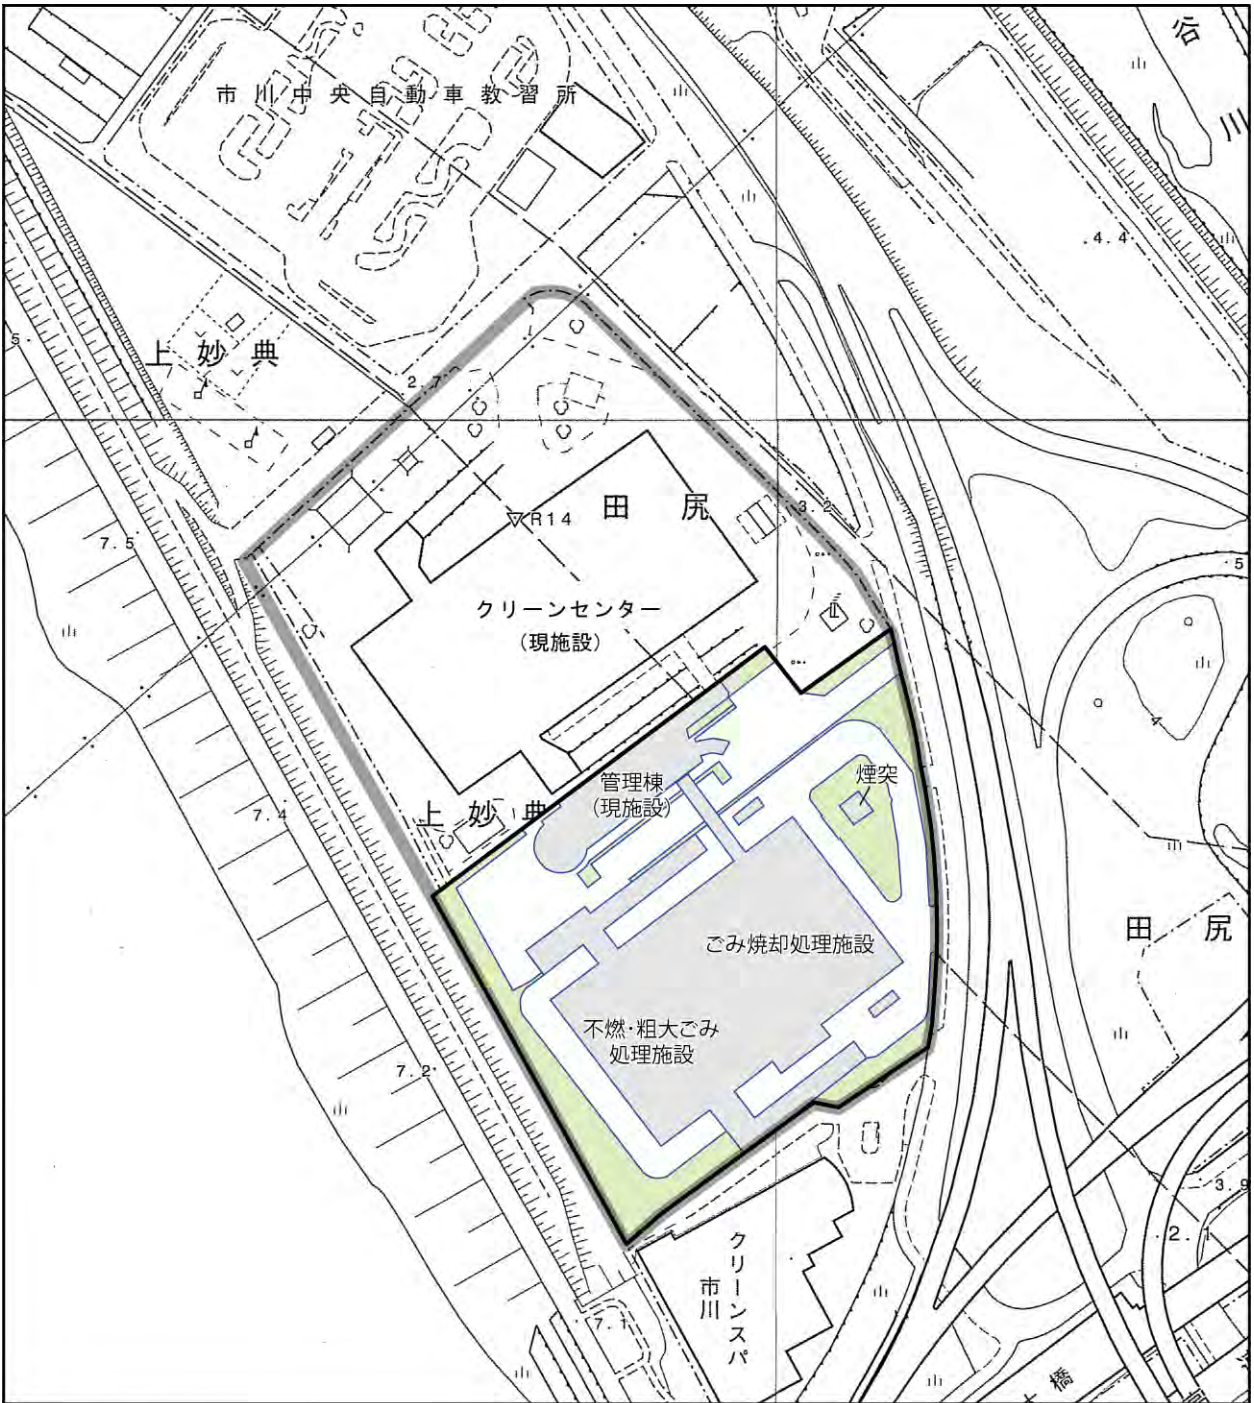 谷川
市川中央自動車教習所
4.4
5.
上妙典
2.7
田尻
R14
3.2
7.5
5
クリーンセンター
(現施設)
4
管理棟
(現施設)
煙突
上妙典
7.4
ごみ焼却処理施設
田尻
不燃・粗大ごみ
処理施設
7.2
3.9
2.1
クリーンスパ
市川
7.1
橋